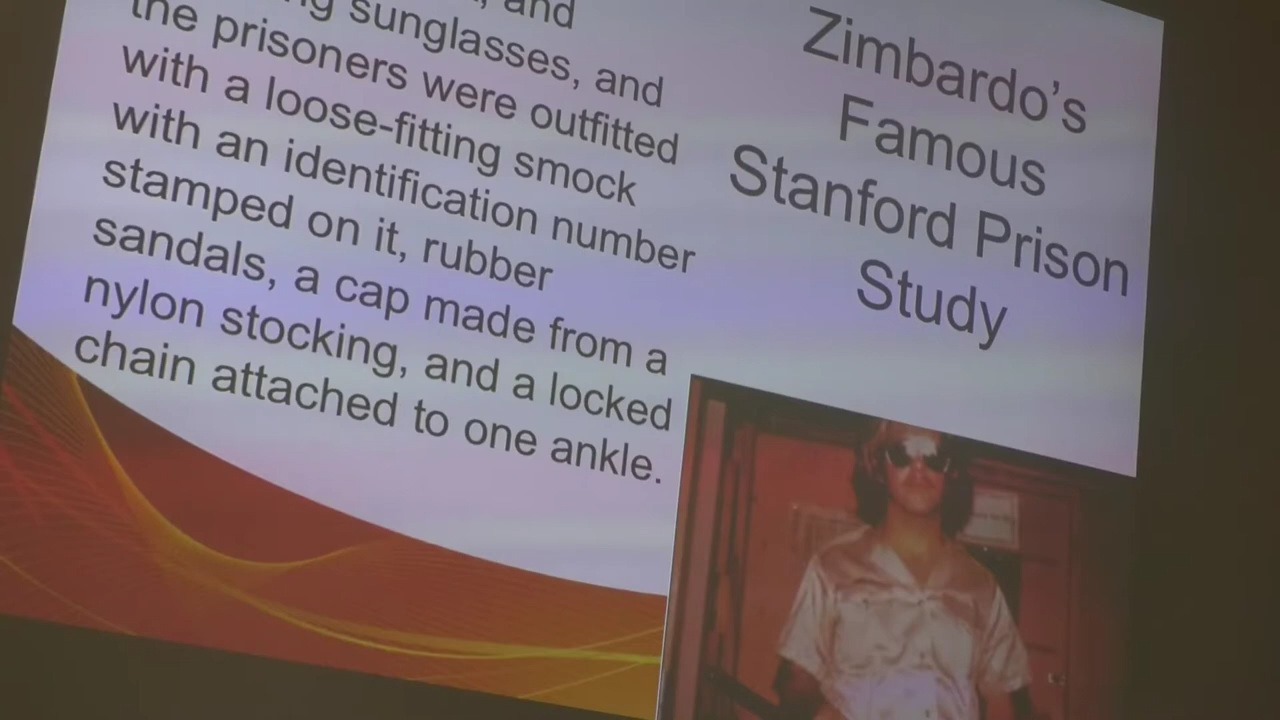 and
sunglasses, and
the prisoners were outfitted
with a loose-fitting smock
with an identification number
stamped on it, rubber
sandals, a cap made from a
nylon stocking, and a locked
chain attached to one ankle.
Zimbardo's
Famous
Stanford Prison
Study